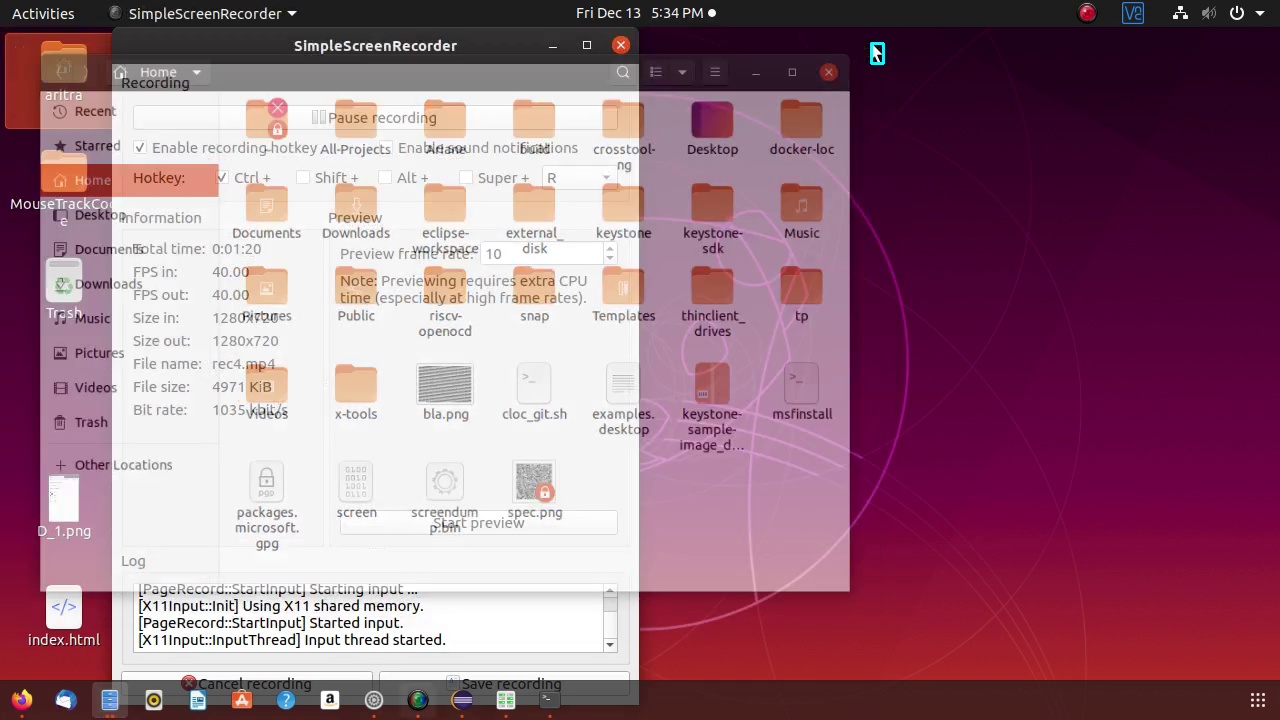 Activities
SimpleScreenRecorder
Fri Dec 13 5:34 PM
SimpleScreenRecorder
Home
Recording
Pause recording
Enable recording hotkey
Enable sound notifications
Hotkey:
Ctrl +
Shift +
Alt +
Super +
R
Information
Total time: 0:01:20
FPS in: 40.00
FPS out: 40.00
Size in: 1280x720
Size out: 1280x720
File name: rec4.mp4
File size: 4971 KiB
Bit rate: 1035 kbit/s
Preview
Preview frame rate: 10
Note: Previewing requires extra CPU
time (especially at high frame rates).
Start preview
Log
[PageRecord::StartInput] Starting input ...
[X11Input::Init] Using X11 shared memory.
[PageRecord::StartInput] Started input.
[X11Input::InputThread] Input thread started.
Cancel recording
Save recording
Recent
Starred
Home
Desktop
Documents
Downloads
Music
Pictures
Videos
Trash
Other Locations
All-Projects
Ariane
build
crosstool-
ng
Desktop
docker-loc
Documents
Downloads
eclipse-
workspace
external_
disk
keystone
keystone-
sdk
Music
Pictures
Public
riscv-
openocd
snap
Templates
thinclient_
drives
tp
Videos
x-tools
bla.png
cloc_git.sh
examples.
desktop
keystone-
sample-
image_d...
msfinstall
packages.
microsoft.
gpg
screen
screendum
p.bin
spec.png
aritra
MouseTrackCod
e
Trash
D_1.png
index.html